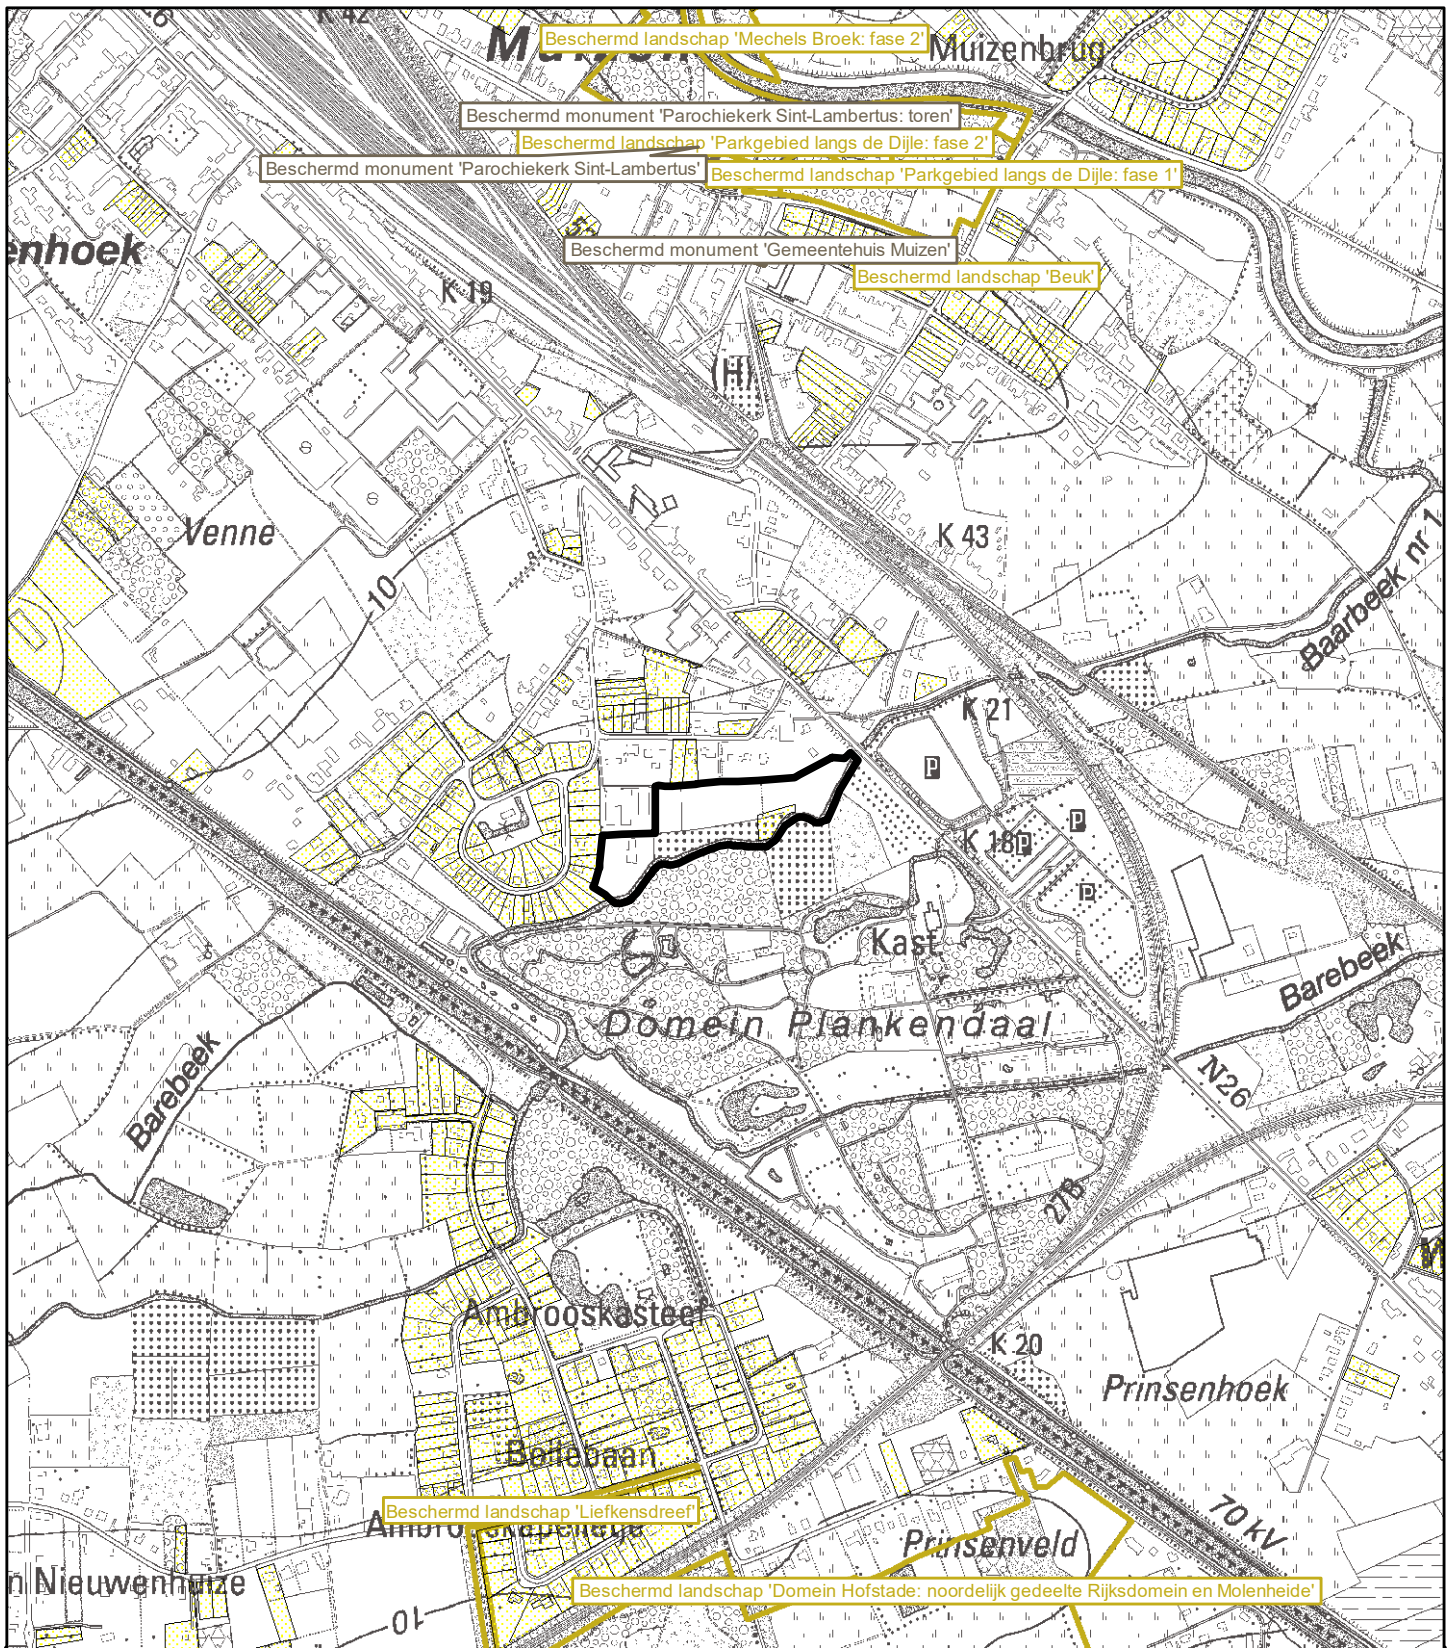 K 42
Beschermd landschap 'Mechels Broek: fase 2'
Muizenbrug
Beschermd monument 'Parochiekerk Sint-Lambertus: toren'
Beschermd landschap 'Parkgebied langs de Dijle: fase 2'
Beschermd monument 'Parochiekerk Sint-Lambertus'
Beschermd landschap 'Parkgebied langs de Dijle: fase 1'
enhoek
Beschermd monument 'Gemeentehuis Muizen'
Beschermd landschap 'Beuk'
K 19
(H)
Venne
K 43
10
Baarbeek nr 1
K 21
P
P
K 18
P
P
Kast.
Barebeek
Domein Plankendaal
Barebeek
N26
27B
Ambrooskasteel
K 20
Prinsenhoek
Bellebaan
Beschermd landschap 'Liefkensdreef'
70 kV
Prinsenveld
n Nieuwenhuize
Beschermd landschap 'Domein Hofstade: noordelijk gedeelte Rijksdomein en Molenheide'
10